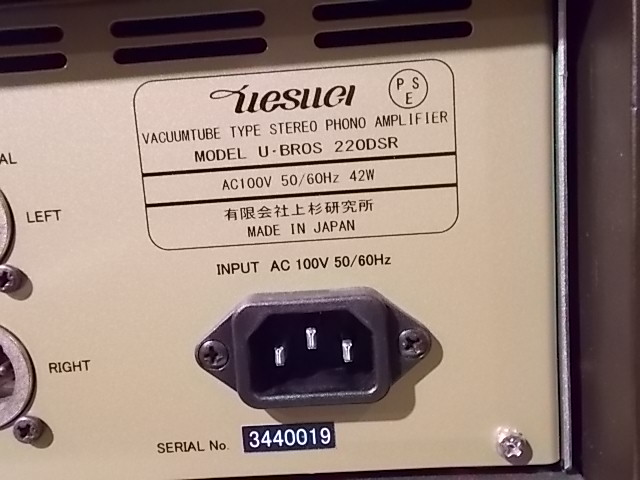 uesugi
P S E
VACUUMTUBE TYPE STEREO PHONO AMPLIFIER
MODEL U·BROS 220DSR
AC100V 50/60Hz 42W
有限会社上杉研究所
MADE IN JAPAN
AL
LEFT
INPUT AC 100V 50/60Hz
RIGHT
SERIAL No. 3440019